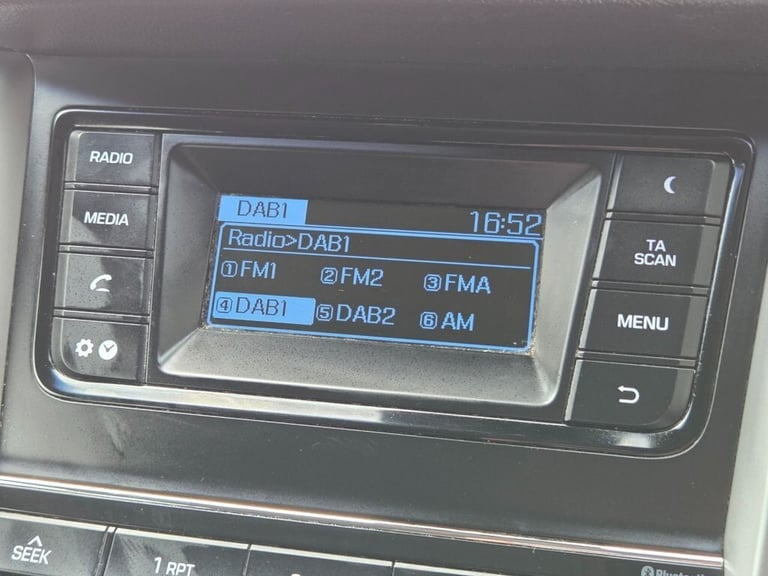 RADIO
MEDIA
DAB1 16:52
Radio>DAB1
①FM1 ②FM2 ③FMA
④DAB1 ⑤DAB2 ⑥AM
TA
SCAN
MENU
SEEK
1 RPT